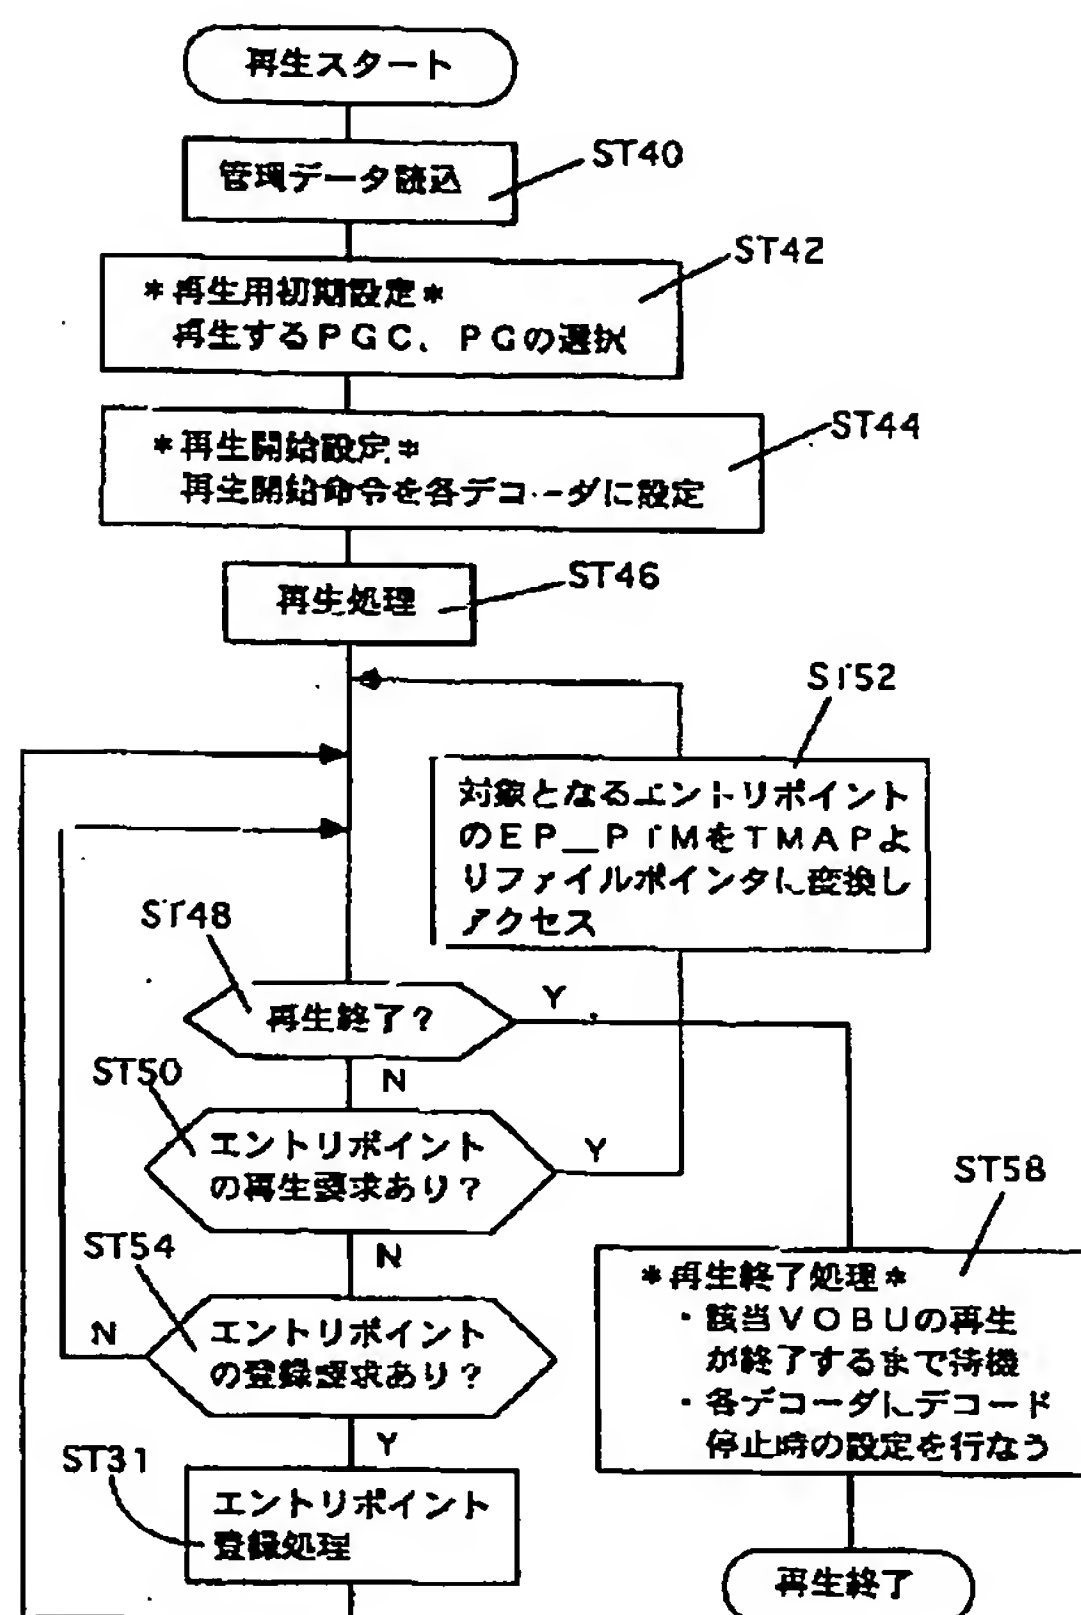 再生スタート
管理データ読込
ST40
*再生用初期設定*
再生するPGC、PGの選択
ST42
*再生開始設定*
再生開始命令を各デコーダに設定
ST44
再生処理
ST46
ST52
対象となるエントリポイント
のEP_PTMをTMAPよ
りファイルポインタに変換し
アクセス
ST48
再生終了?
Y
N
ST50
エントリポイント
の再生要求あり?
Y
N
ST54
エントリポイント
の登録要求あり?
N
Y
ST31
エントリポイント
登録処理
ST58
*再生終了処理*
・該当VOBUの再生
が終了するまで待機
・各デコーダにデコード
停止時の設定を行なう
再生終了